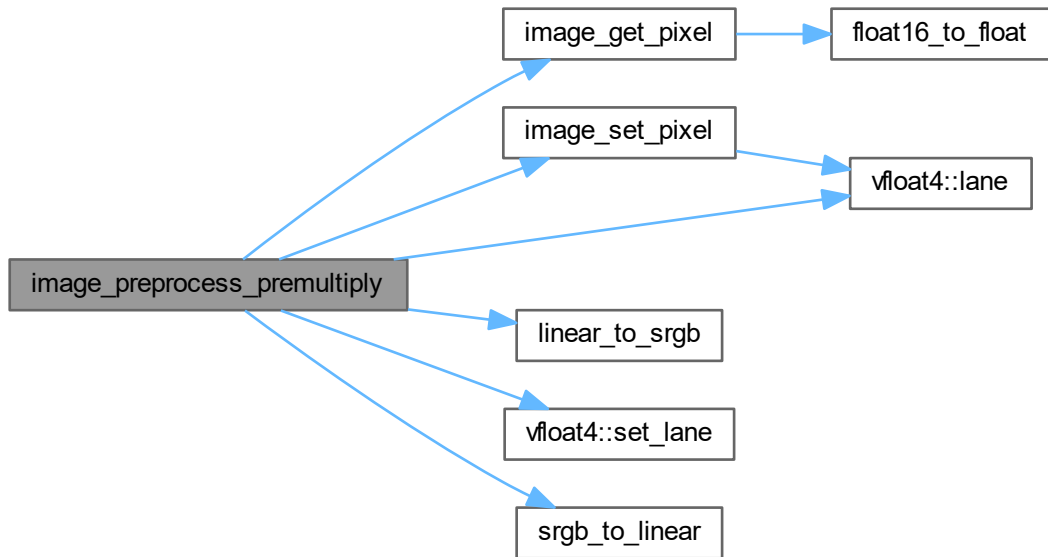 image_get_pixel
float16_to_float
image_set_pixel
vfloat4::lane
image_preprocess_premultiply
linear_to_srgb
vfloat4::set_lane
srgb_to_linear